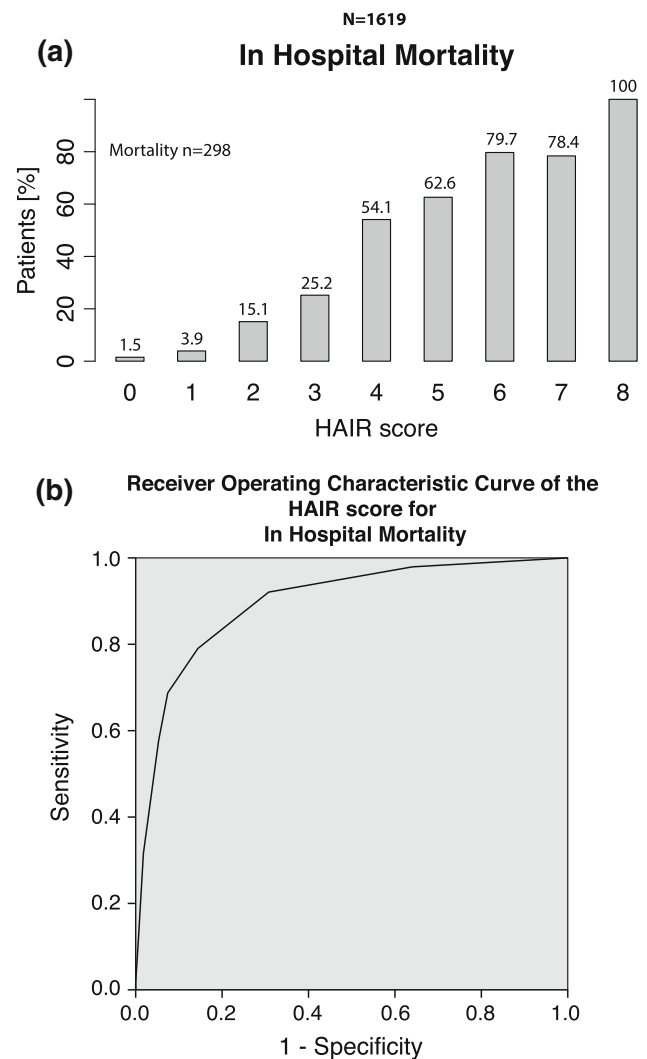 N=1619
(a)
In Hospital Mortality
Mortality n=298
Patients [%]
0
20
40
60
80
1.5
3.9
15.1
25.2
54.1
62.6
79.7
78.4
100
0 1 2 3 4 5 6 7 8
HAIR score
(b)
Receiver Operating Characteristic Curve of the
HAIR score for
In Hospital Mortality
Sensitivity
1.0
0.8
0.6
0.4
0.2
0.0
0.0 0.2 0.4 0.6 0.8 1.0
1 - Specificity